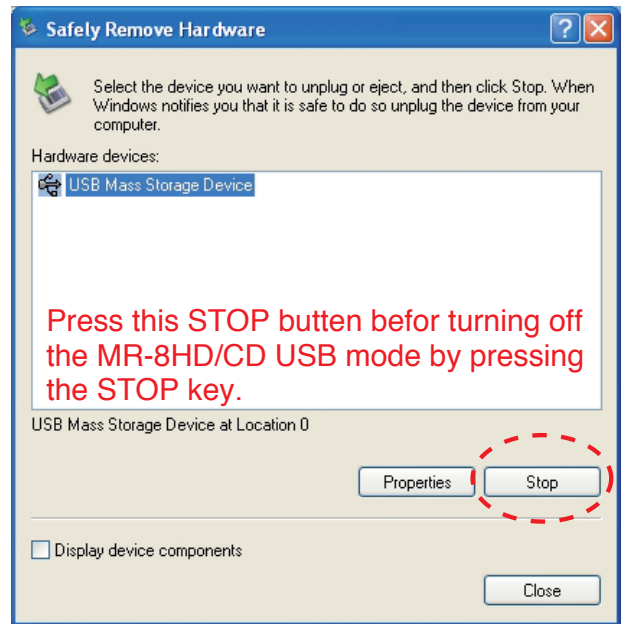 Safely Remove Hardware
Select the device you want to unplug or eject, and then click Stop. When
Windows notifies you that it is safe to do so unplug the device from your
computer.
Hardware devices:
USB Mass Storage Device
Press this STOP butten befor turning off
the MR-8HD/CD USB mode by pressing
the STOP key.
USB Mass Storage Device at Location 0
Properties
Stop
Display device components
Close